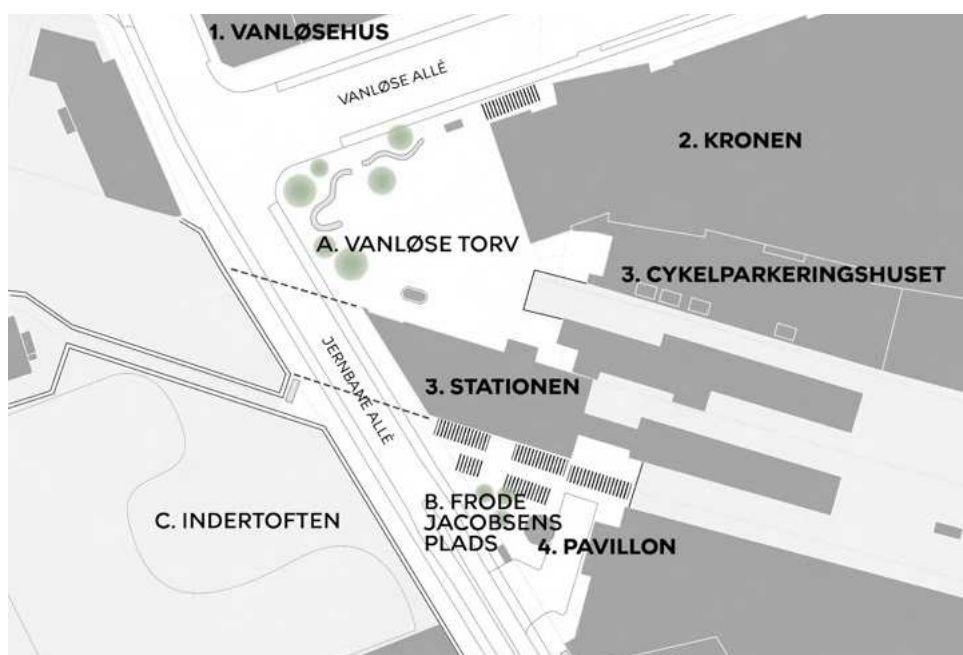 1. VANLØSEHUS
VANLØSE ALLÉ
2. KRONEN
A. VANLØSE TORV
3. CYKELPARKERINGSHUSET
JERNBANE ALLÉ
3. STATIONEN
B. FRODE
JACOBSENS
PLADS
C. INDERTOFTEN
4. PAVILLON